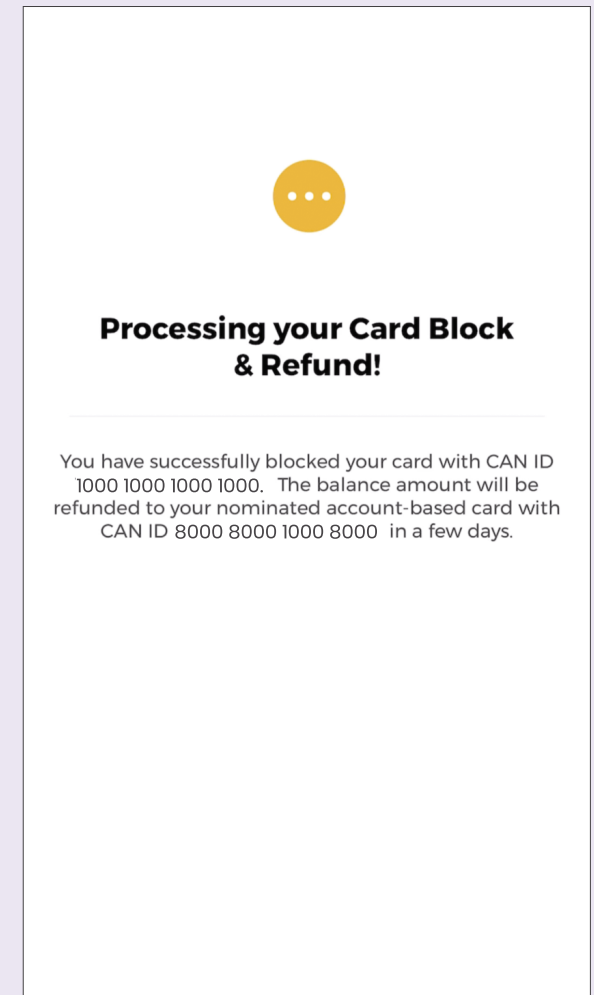 Processing your Card Block
& Refund!
You have successfully blocked your card with CAN ID
1000 1000 1000 1000. The balance amount will be
refunded to your nominated account-based card with
CAN ID 8000 8000 1000 8000 in a few days.